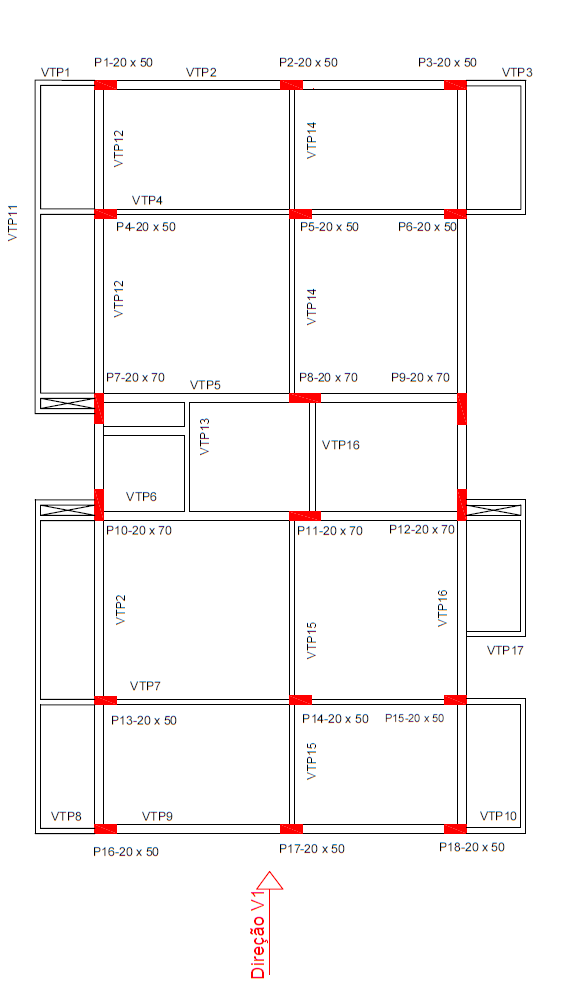 P1-20 x 50
P2-20 x 50
P3-20 x 50
VTP1
VTP2
VTP3
VTP12
VTP14
VTP4
VTP11
P4-20 x 50
P5-20 x 50
P6-20 x 50
VTP12
VTP14
P7-20 x 70
P8-20 x 70
P9-20 x 70
VTP5
VTP13
VTP16
VTP6
P10-20 x 70
P11-20 x 70
P12-20 x 70
VTP2
VTP15
VTP16
VTP17
VTP7
P13-20 x 50
P14-20 x 50
P15-20 x 50
VTP15
VTP8
VTP9
VTP10
P16-20 x 50
P17-20 x 50
P18-20 x 50
Direção V1